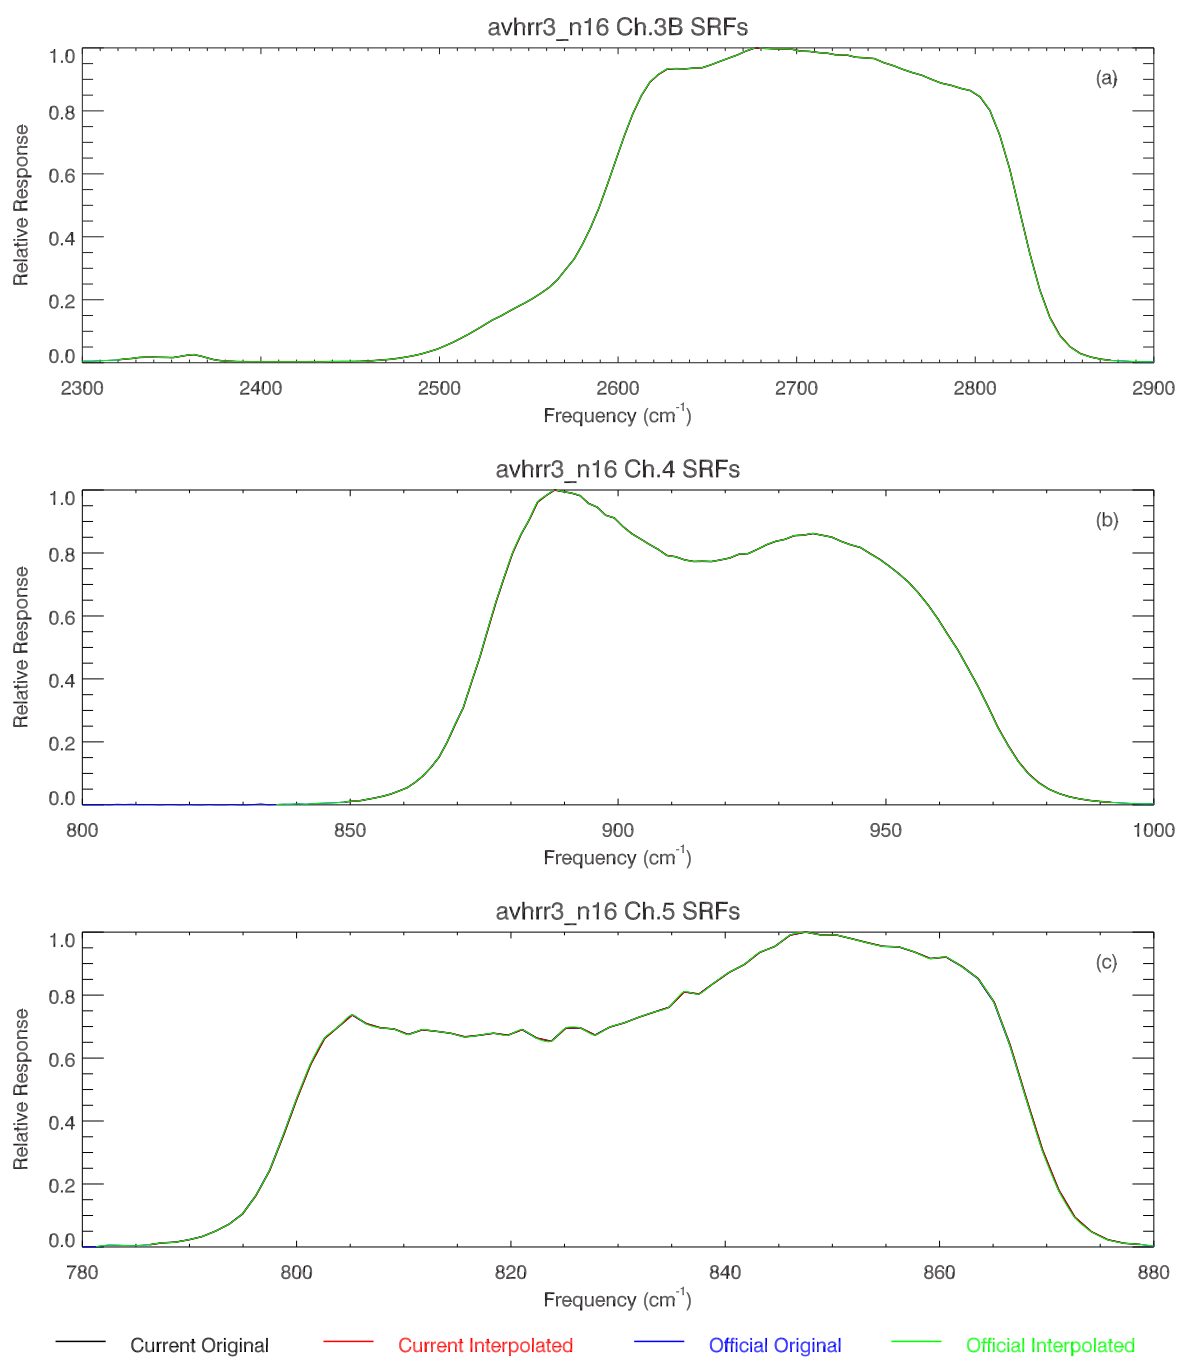 avhrr3_n16 Ch.3B SRFs
1.0
0.8
0.6
0.4
0.2
0.0
Relative Response
(a)
2300 2400 2500 2600 2700 2800 2900
Frequency (cm-1)
avhrr3_n16 Ch.4 SRFs
1.0
0.8
0.6
0.4
0.2
0.0
Relative Response
(b)
800 850 900 950 1000
Frequency (cm-1)
avhrr3_n16 Ch.5 SRFs
1.0
0.8
0.6
0.4
0.2
0.0
Relative Response
(c)
780 800 820 840 860 880
Frequency (cm-1)
Current Original Current Interpolated Official Original Official Interpolated